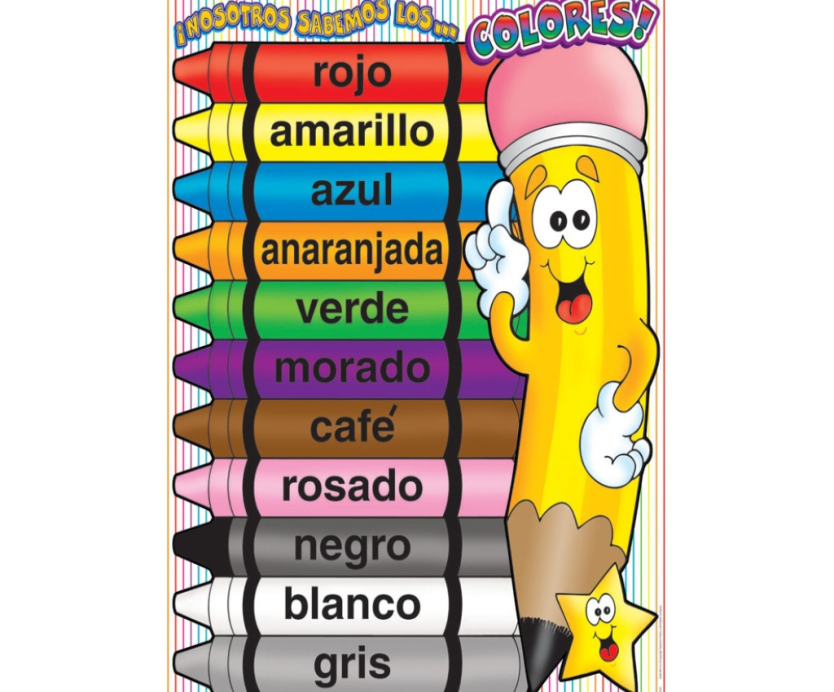 ¡NOSOTROS SABEMOS LOS... COLORES!
rojo
amarillo
azul
anaranjada
verde
morado
café
rosado
negro
blanco
gris